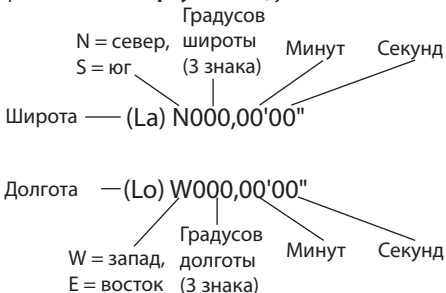 Градусов
N = север, широты Минут Секунд
S = юг (3 знака)
Широта (La) N000,00'00"
Долгота (Lo) W000,00'00"
Градусов
W = запад, долготы Минут Секунд
E = восток (3 знака)